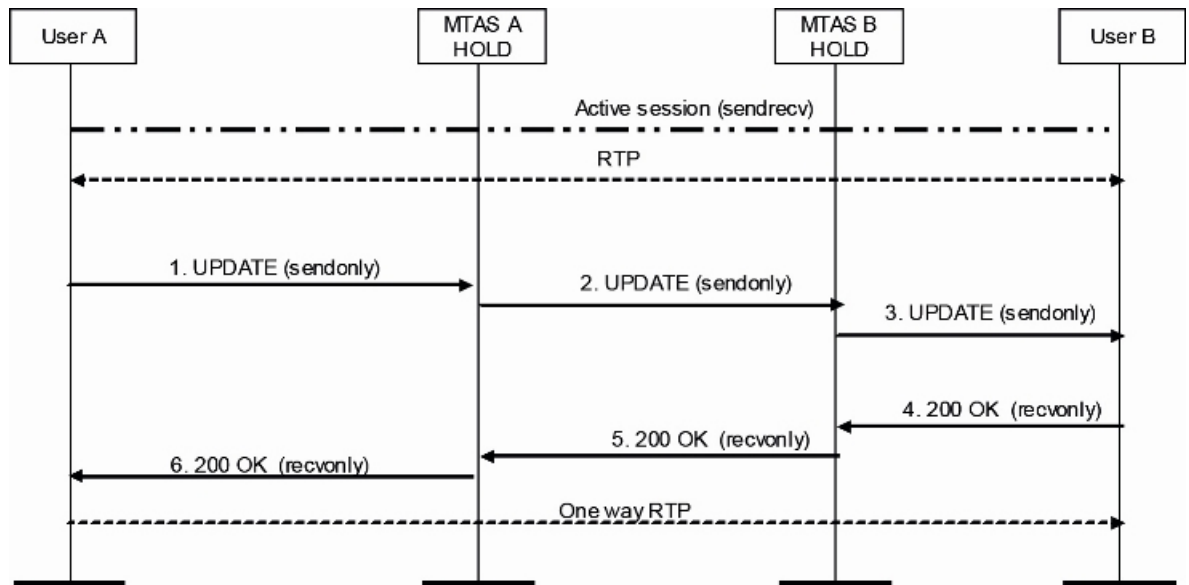 User A
MTAS A
HOLD
MTAS B
HOLD
User B
Active session (sendrecv)
RTP
1. UPDATE (sendonly)
2. UPDATE (sendonly)
3. UPDATE (sendonly)
4. 200 OK (recvonly)
5. 200 OK (recvonly)
6. 200 OK (recvonly)
One way RTP